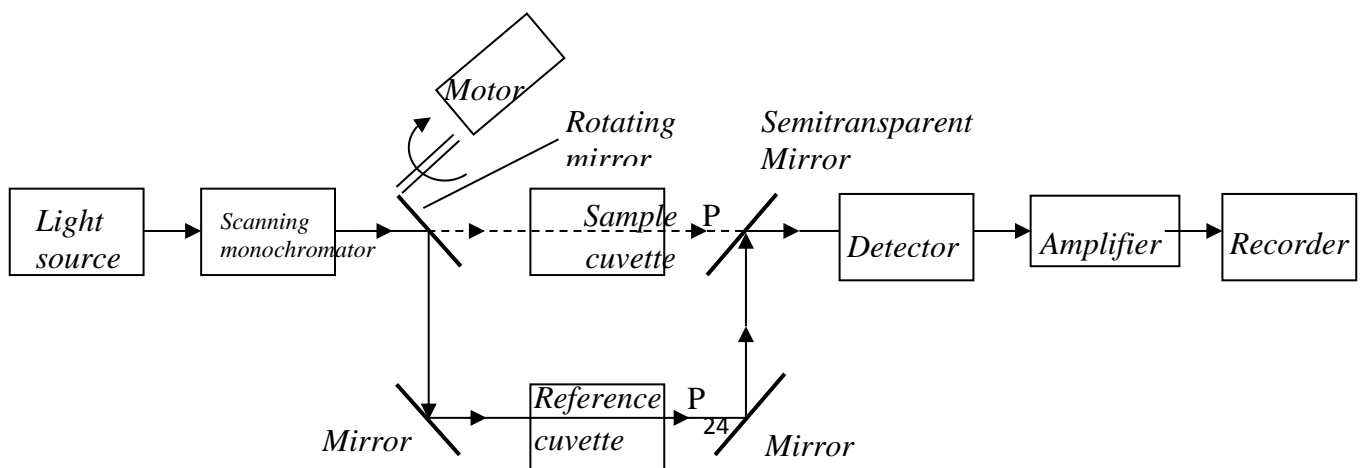 Motor
Rotating
mirror
Semitransparent
Mirror
Light
source
Scanning
monochromator
Sample
cuvette
P
Detector
Amplifier
Recorder
Reference
cuvette
P
24
Mirror
Mirror